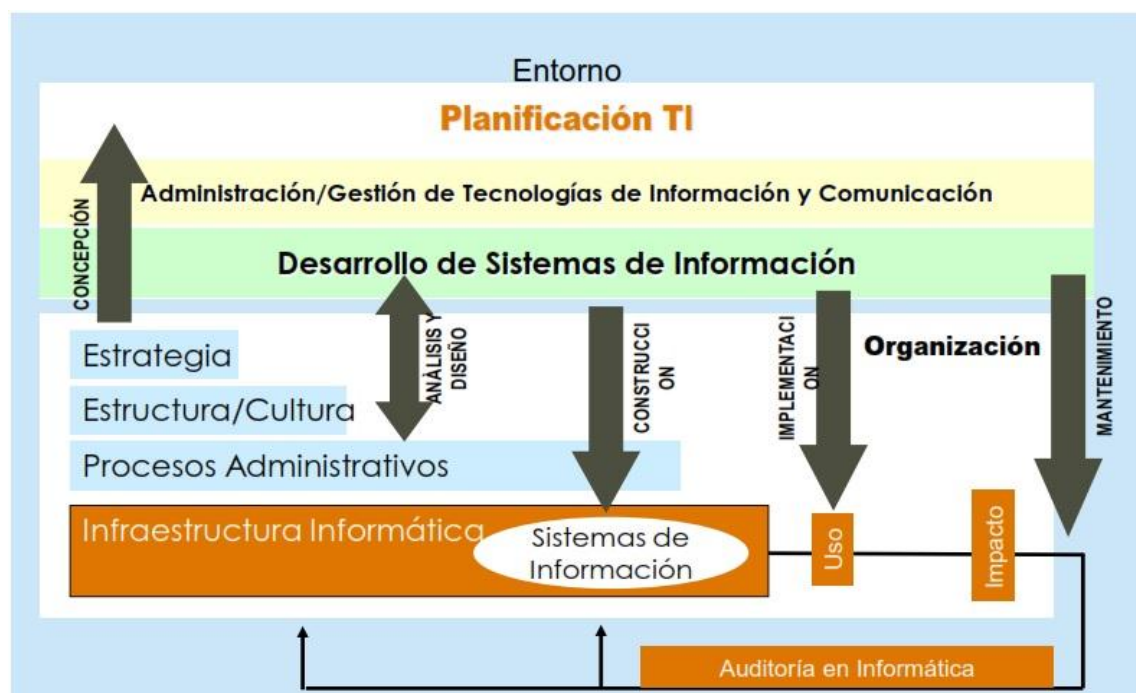 Entorno
Planificación TI
Administración/Gestión de Tecnologías de Información y Comunicación
Desarrollo de Sistemas de Información
CONCEPCIÓN
ANÀLISIS Y
DISEÑO
CONSTRUCCI
ON
IMPLEMENTACI
ON
Organización
MANTENIMIENTO
Estrategia
Estructura/Cultura
Procesos Administrativos
Infraestructura Informática
Sistemas de
Información
Uso
Impacto
Auditoría en Informática